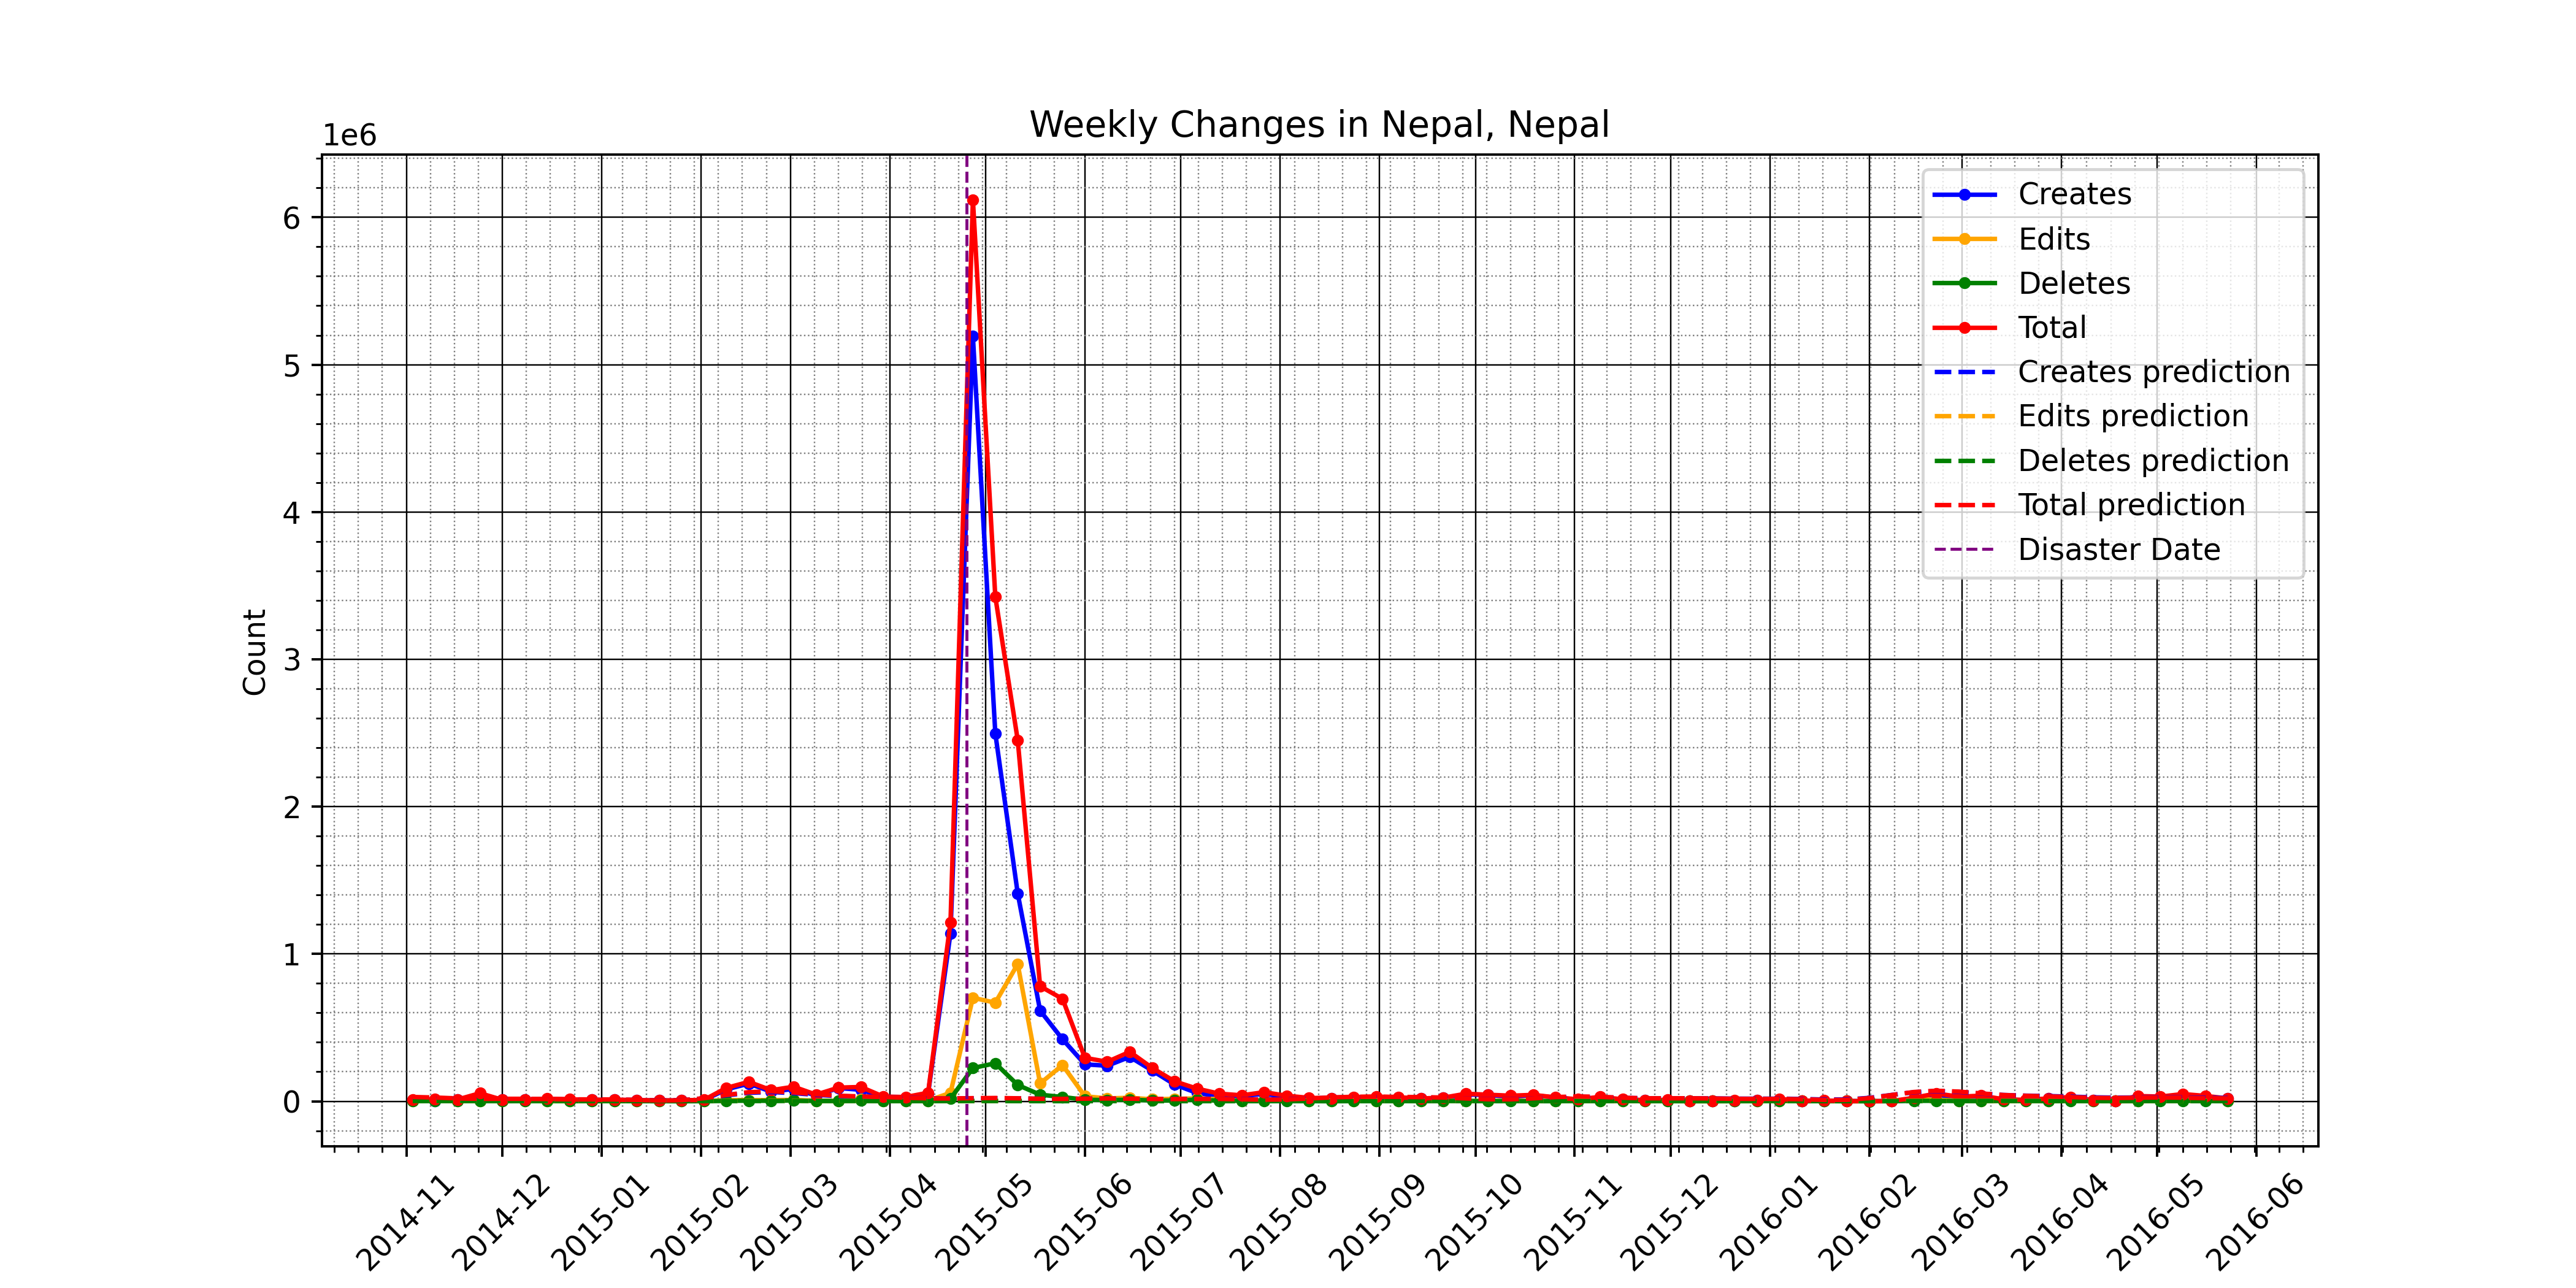 Weekly Changes in Nepal, Nepal
1e6
6
5
4
3
2
1
0
Count
Creates
Edits
Deletes
Total
Creates prediction
Edits prediction
Deletes prediction
Total prediction
Disaster Date
2014-11
2014-12
2015-01
2015-02
2015-03
2015-04
2015-05
2015-06
2015-07
2015-08
2015-09
2015-10
2015-11
2015-12
2016-01
2016-02
2016-03
2016-04
2016-05
2016-06